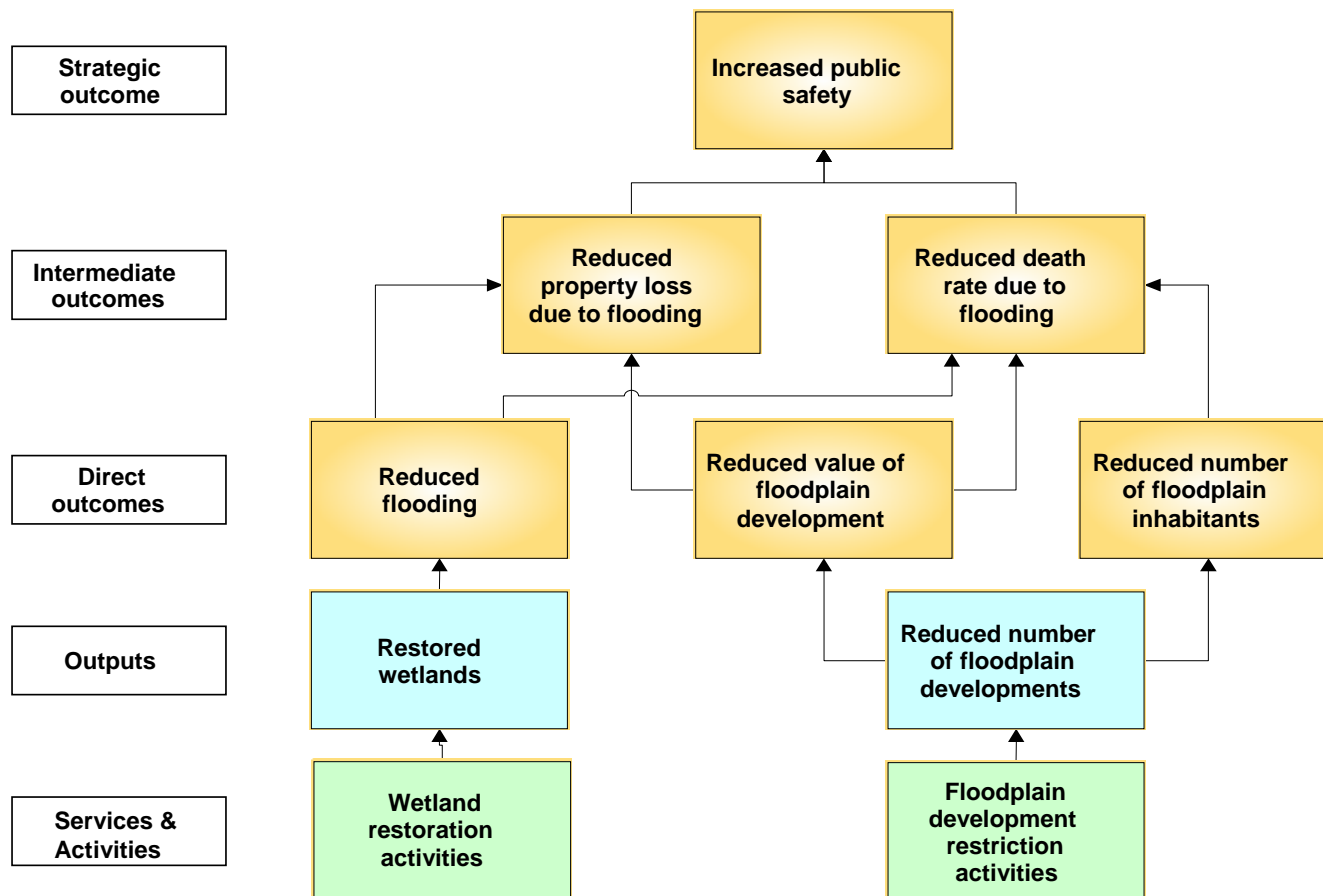 Strategic
outcome
Increased public
safety
Intermediate
outcomes
Reduced
property loss
due to flooding
Reduced death
rate due to
flooding
Direct
outcomes
Reduced
flooding
Reduced value of
floodplain
development
Reduced number
of floodplain
inhabitants
Outputs
Restored
wetlands
Reduced number
of floodplain
developments
Services &
Activities
Wetland
restoration
activities
Floodplain
development
restriction
activities